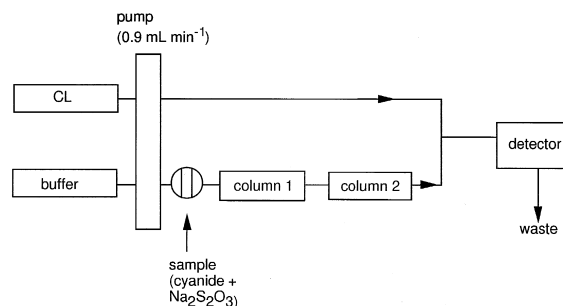 pump
(0.9 mL min⁻¹)
CL
buffer
column 1
column 2
detector
waste
sample
(cyanide +
Na₂S₂O₃)